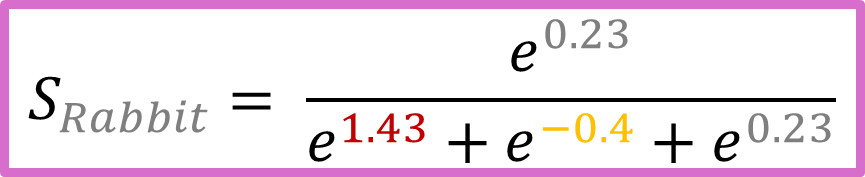 S_Rabbit = e^0.23 / (e^1.43 + e^−0.4 + e^0.23)